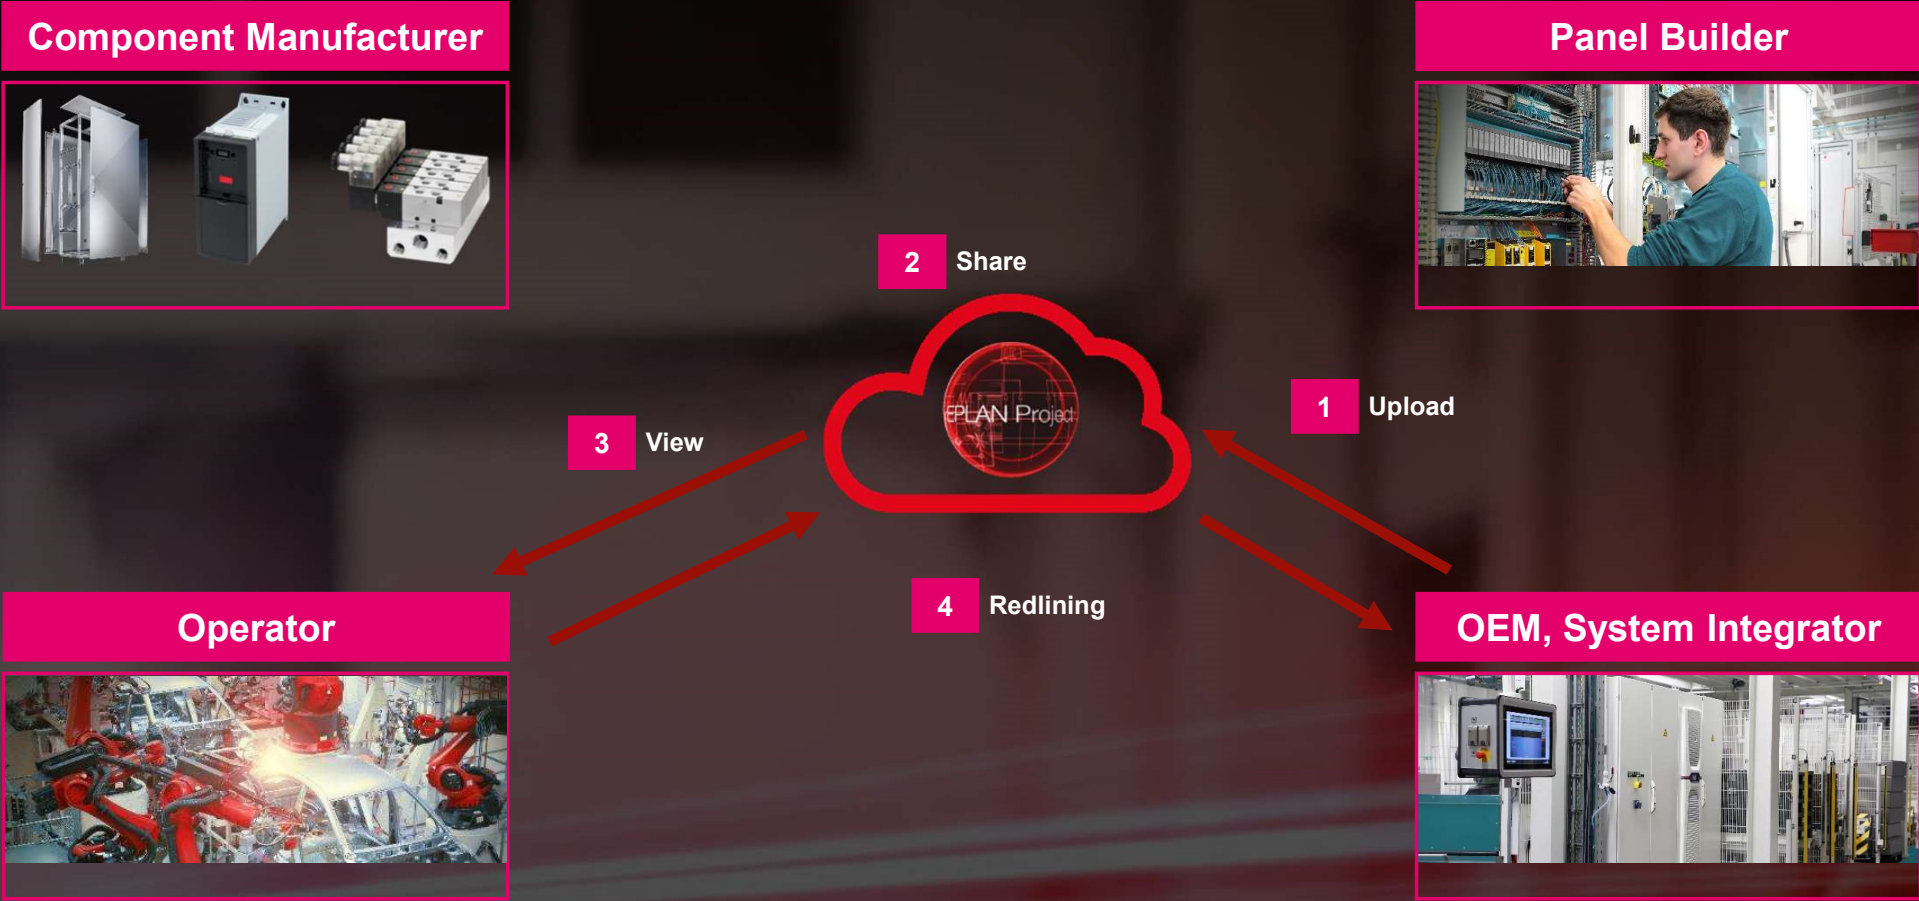 Component Manufacturer
Panel Builder
2 Share
EPLAN Project
1 Upload
3 View
4 Redlining
Operator
OEM, System Integrator